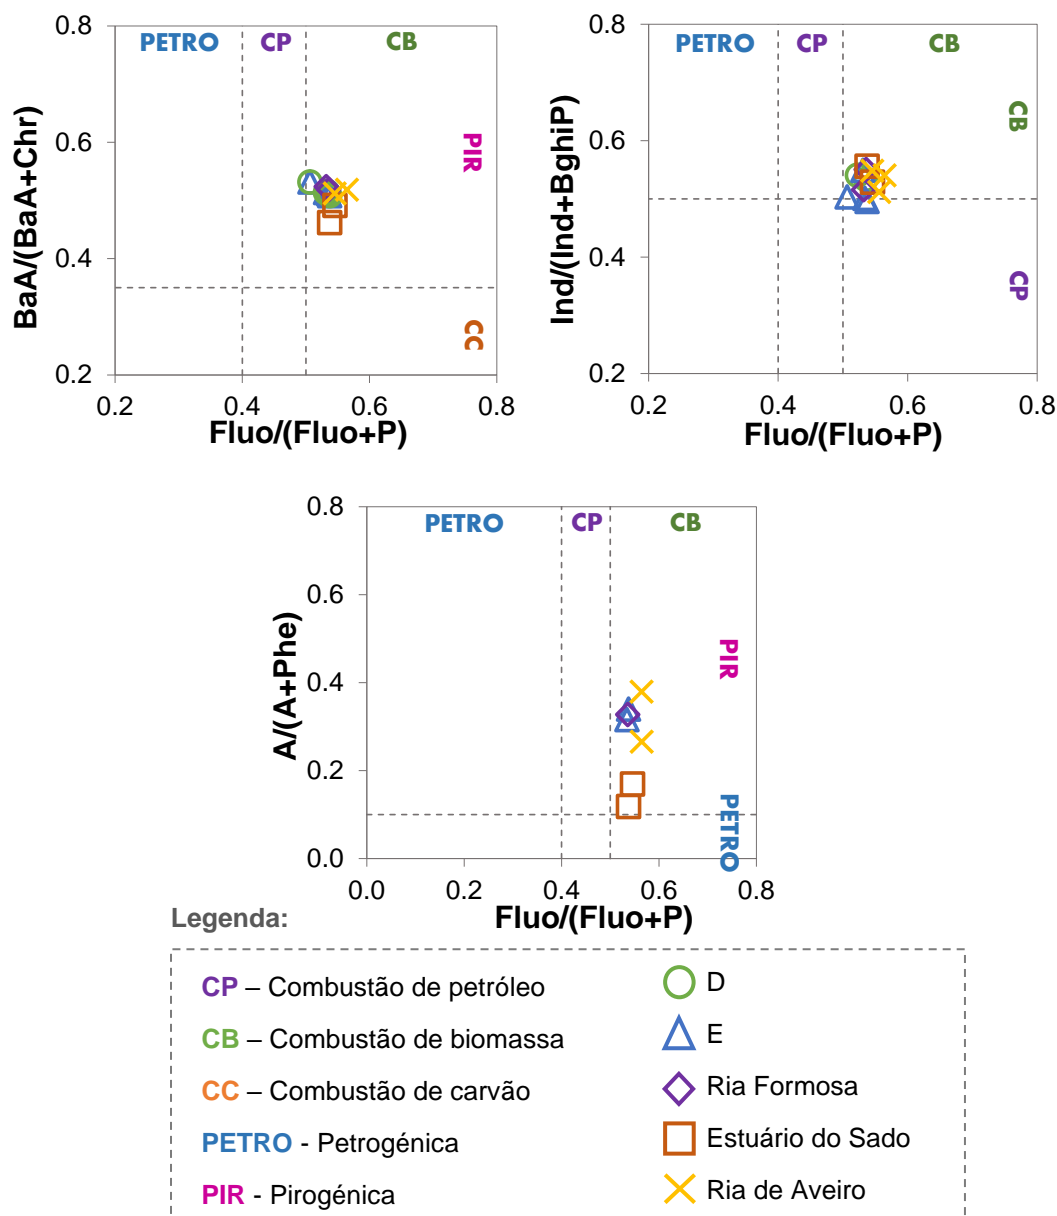 0.8
PETRO CP CB
0.6
PIR
0.4
CC
0.2
0.2 0.4 0.6 0.8
BaA/(BaA+Chr)
Fluo/(Fluo+P)
0.8
PETRO CP CB
CB
0.6
0.4
CP
0.2
0.2 0.4 0.6 0.8
Ind/(Ind+BghiP)
Fluo/(Fluo+P)
0.8
PETRO CP CB
0.6
PIR
0.4
0.2
PETRO
0.0
0.0 0.2 0.4 0.6 0.8
A/(A+Phe)
Fluo/(Fluo+P)
Legenda:
CP – Combustão de petróleo
CB – Combustão de biomassa
CC – Combustão de carvão
PETRO - Petrogénica
PIR - Pirogénica
D
E
Ria Formosa
Estuário do Sado
Ria de Aveiro